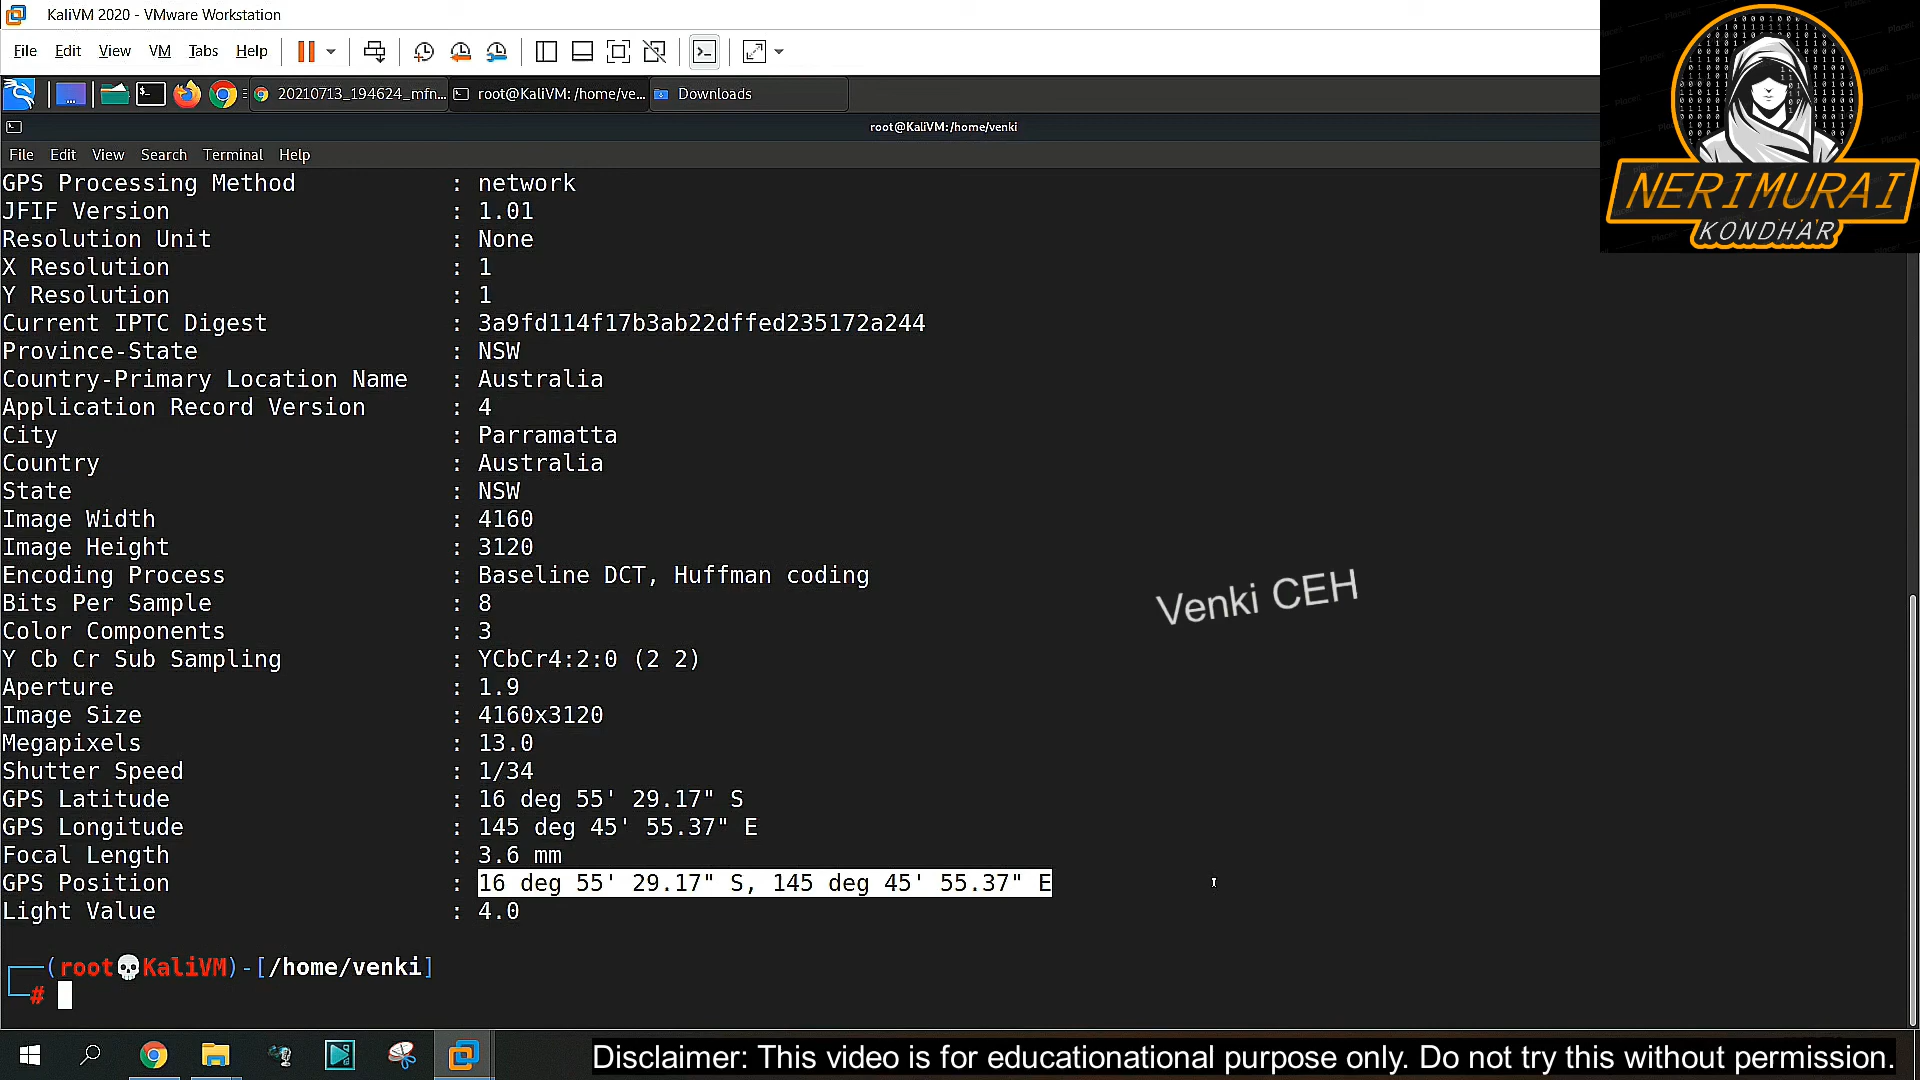 KaliVM 2020 - VMware Workstation
File Edit View VM Tabs Help
20210713_194624_mfn... root@KaliVM: /home/ve... Downloads
root@KaliVM:/home/venki
File Edit View Search Terminal Help
GPS Processing Method : network
JFIF Version : 1.01
Resolution Unit : None
X Resolution : 1
Y Resolution : 1
Current IPTC Digest : 3a9fd114f17b3ab22dffed235172a244
Province-State : NSW
Country-Primary Location Name : Australia
Application Record Version : 4
City : Parramatta
Country : Australia
State : NSW
Image Width : 4160
Image Height : 3120
Encoding Process : Baseline DCT, Huffman coding
Bits Per Sample : 8
Color Components : 3
Y Cb Cr Sub Sampling : YCbCr4:2:0 (2 2)
Aperture : 1.9
Image Size : 4160x3120
Megapixels : 13.0
Shutter Speed : 1/34
GPS Latitude : 16 deg 55' 29.17" S
GPS Longitude : 145 deg 45' 55.37" E
Focal Length : 3.6 mm
GPS Position : 16 deg 55' 29.17" S, 145 deg 45' 55.37" E
Light Value : 4.0
(root💀KaliVM)-[/home/venki]
#
NERIMURAI
KONDHAR
Venki CEH
Disclaimer: This video is for educationational purpose only. Do not try this without permission.